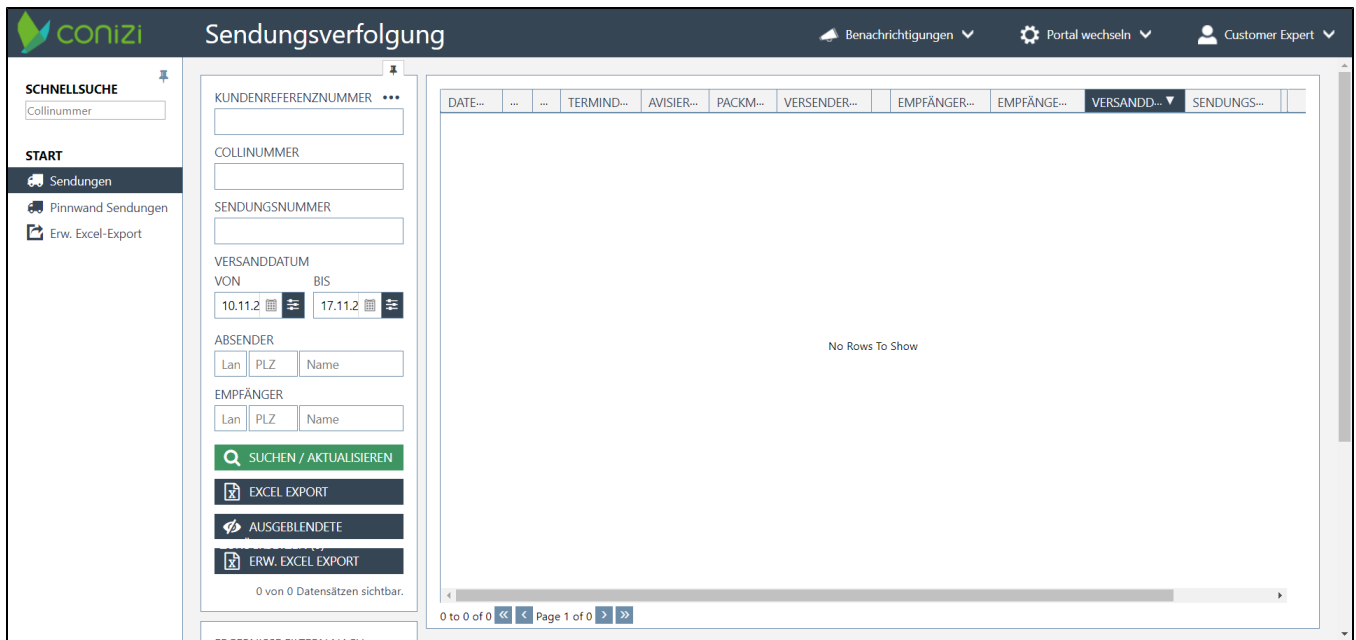 conizi
Sendungsverfolgung
Benachrichtigungen
Portal wechseln
Customer Expert
SCHNELLSUCHE
Collinummer
START
Sendungen
Pinnwand Sendungen
Erw. Excel-Export
KUNDENREFERENZNUMMER •••
COLLINUMMER
SENDUNGSNUMMER
VERSANDDATUM
VON BIS
10.11.2 17.11.2
ABSENDER
Lan PLZ Name
EMPFÄNGER
Lan PLZ Name
SUCHEN / AKTUALISIEREN
EXCEL EXPORT
AUSGEBLENDETE
ERW. EXCEL EXPORT
0 von 0 Datensätzen sichtbar.
DATE... ... ... TERMIND... AVISIER... PACKM... VERSENDER... EMPFÄNGER... EMPFÄNGE... VERSANDD... ▼ SENDUNGS...
No Rows To Show
0 to 0 of 0 Page 1 of 0